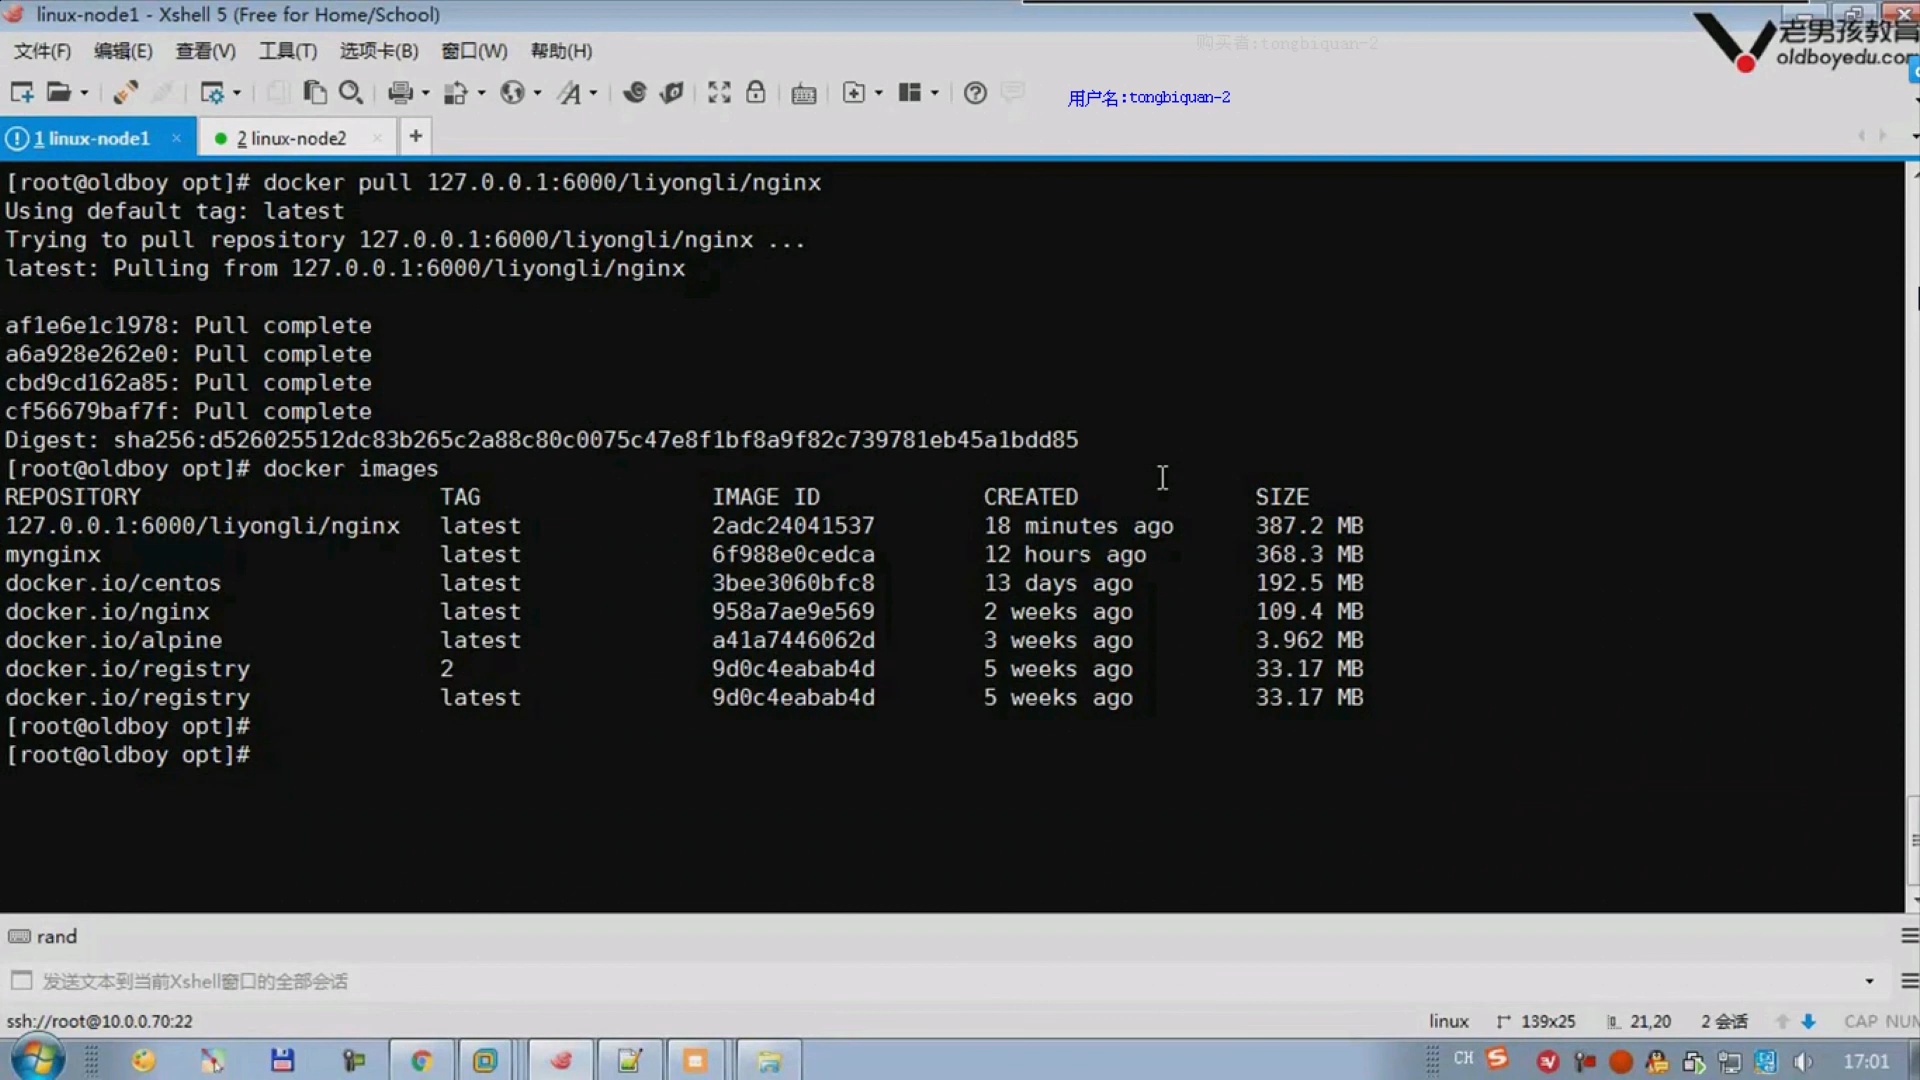 linux-node1 - Xshell 5 (Free for Home/School)
文件(F) 编辑(E) 查看(V) 工具(T) 选项卡(B) 窗口(W) 帮助(H)
购买者:tongbiquan-2
老男孩教育
oldboyedu.com
用户名:tongbiquan-2
1 linux-node1
2 linux-node2
[root@oldboy opt]# docker pull 127.0.0.1:6000/liyongli/nginx
Using default tag: latest
Trying to pull repository 127.0.0.1:6000/liyongli/nginx ...
latest: Pulling from 127.0.0.1:6000/liyongli/nginx
af1e6e1c1978: Pull complete
a6a928e262e0: Pull complete
cbd9cd162a85: Pull complete
cf56679baf7f: Pull complete
Digest: sha256:d526025512dc83b265c2a88c80c0075c47e8f1bf8a9f82c739781eb45a1bdd85
[root@oldboy opt]# docker images
REPOSITORY TAG IMAGE ID CREATED SIZE
127.0.0.1:6000/liyongli/nginx latest 2adc24041537 18 minutes ago 387.2 MB
mynginx latest 6f988e0cedca 12 hours ago 368.3 MB
docker.io/centos latest 3bee3060bfc8 13 days ago 192.5 MB
docker.io/nginx latest 958a7ae9e569 2 weeks ago 109.4 MB
docker.io/alpine latest a41a7446062d 3 weeks ago 3.962 MB
docker.io/registry 2 9d0c4eabab4d 5 weeks ago 33.17 MB
docker.io/registry latest 9d0c4eabab4d 5 weeks ago 33.17 MB
[root@oldboy opt]#
[root@oldboy opt]#
rand
发送文本到当前Xshell窗口的全部会话
ssh://root@10.0.0.70:22 linux 139x25 21,20 2 会话 CAP NUM
CH 17:01